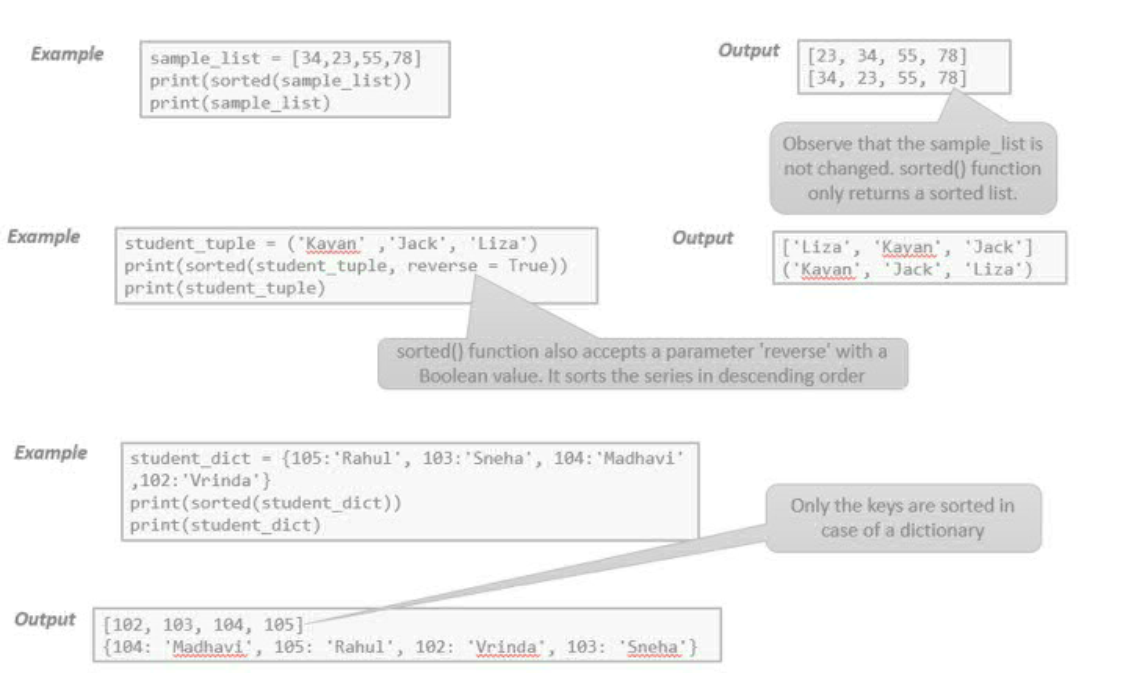 Example
sample_list = [34,23,55,78]
print(sorted(sample_list))
print(sample_list)
Output
[23, 34, 55, 78]
[34, 23, 55, 78]
Observe that the sample_list is
not changed. sorted() function
only returns a sorted list.
Example
student_tuple = ('Kavan' ,'Jack', 'Liza')
print(sorted(student_tuple, reverse = True))
print(student_tuple)
Output
['Liza', 'Kavan', 'Jack']
('Kavan', 'Jack', 'Liza')
sorted() function also accepts a parameter 'reverse' with a
Boolean value. It sorts the series in descending order
Example
student_dict = {105:'Rahul', 103:'Sneha', 104:'Madhavi'
,102:'Vrinda'}
print(sorted(student_dict))
print(student_dict)
Only the keys are sorted in
case of a dictionary
Output
[102, 103, 104, 105]
{104: 'Madhavi', 105: 'Rahul', 102: 'Vrinda', 103: 'Sneha'}